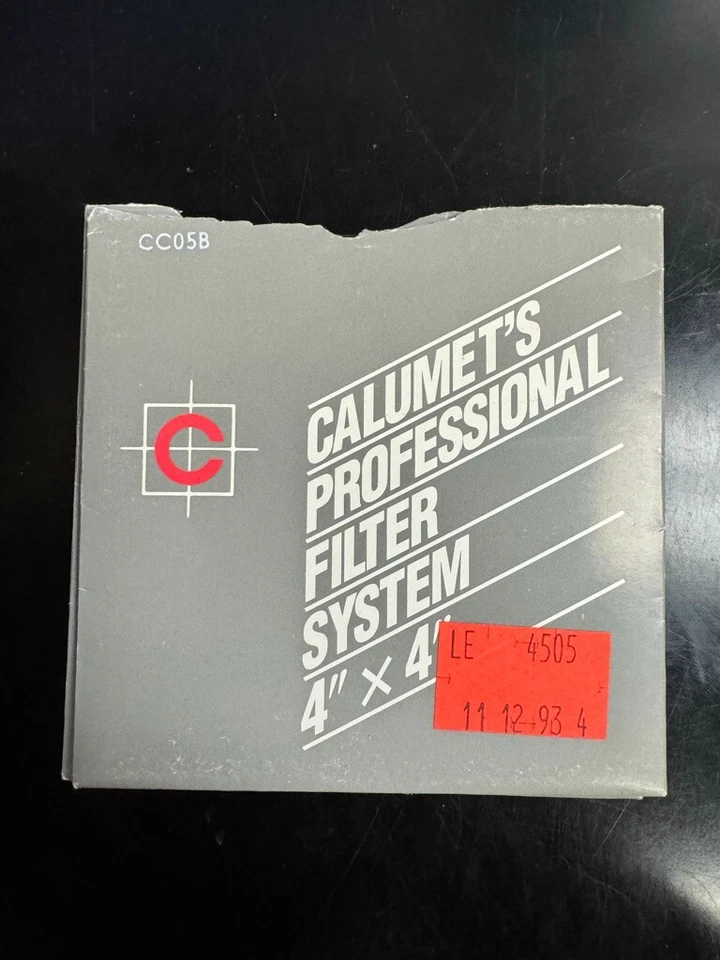 CC05B
C
CALUMET'S
PROFESSIONAL
FILTER
SYSTEM
4" × 4"
LE 4505
11 12 93 4